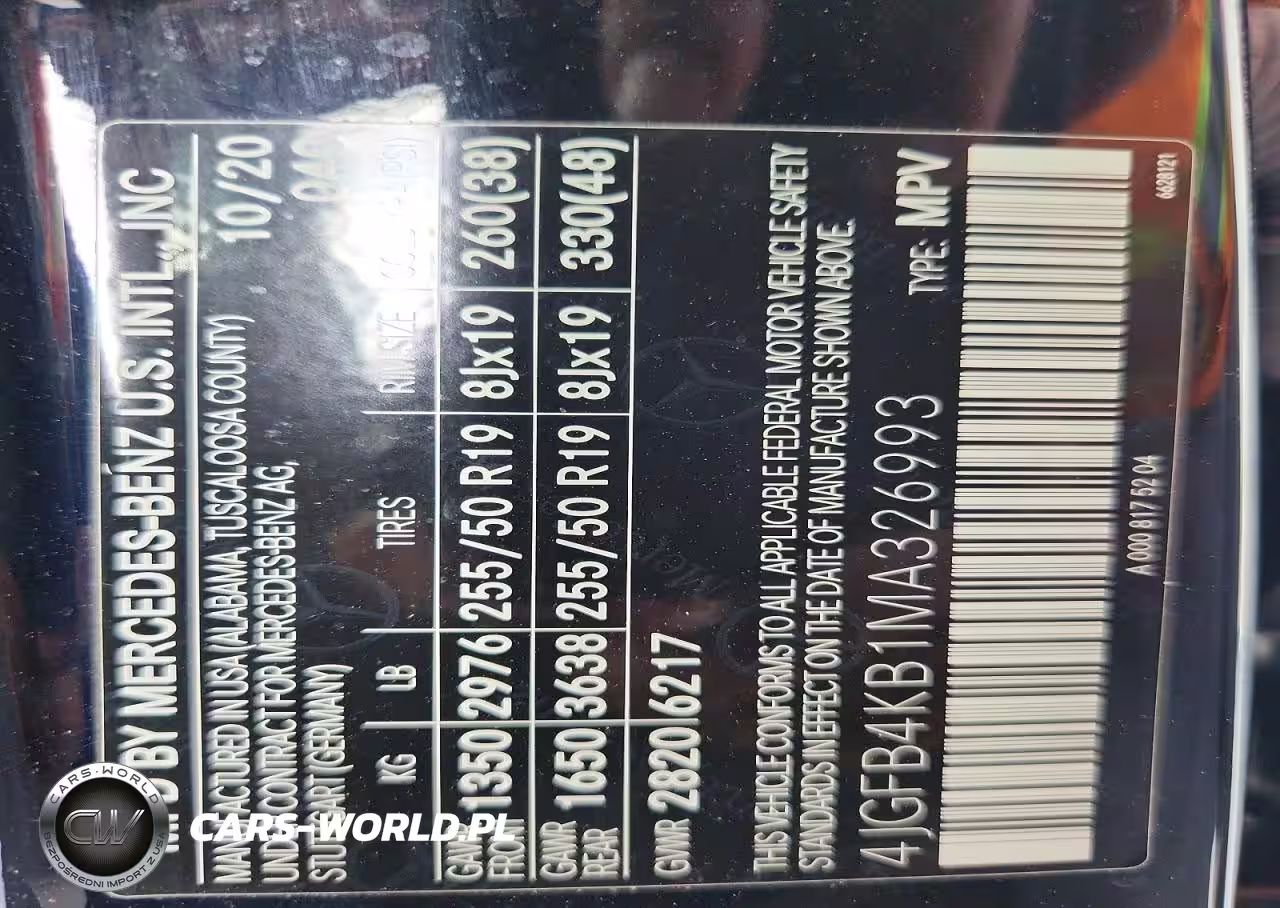 BY MERCEDES-BENZ U.S. INTL., INC
MANUFACTURED IN USA (ALABAMA, TUSCALOOSA COUNTY) 10/20
UNDER CONTRACT FOR MERCEDES-BENZ AG,
STUTTGART (GERMANY)
KG LB TIRES RIM SIZE
GAWR FRONT 1350 2976 255/50 R19 8Jx19 260(38)
GAWR REAR 1650 3638 255/50 R19 8Jx19 330(48)
GVWR 2820 6217
THIS VEHICLE CONFORMS TO ALL APPLICABLE FEDERAL MOTOR VEHICLE SAFETY
STANDARDS IN EFFECT ON THE DATE OF MANUFACTURE SHOWN ABOVE.
4JGFB4KB1MA326993 TYPE: MPV
A 000 817 52 04
6628121
CARS-WORLD
CW
BEZPOŚREDNI IMPORT Z USA
CARS-WORLD.PL